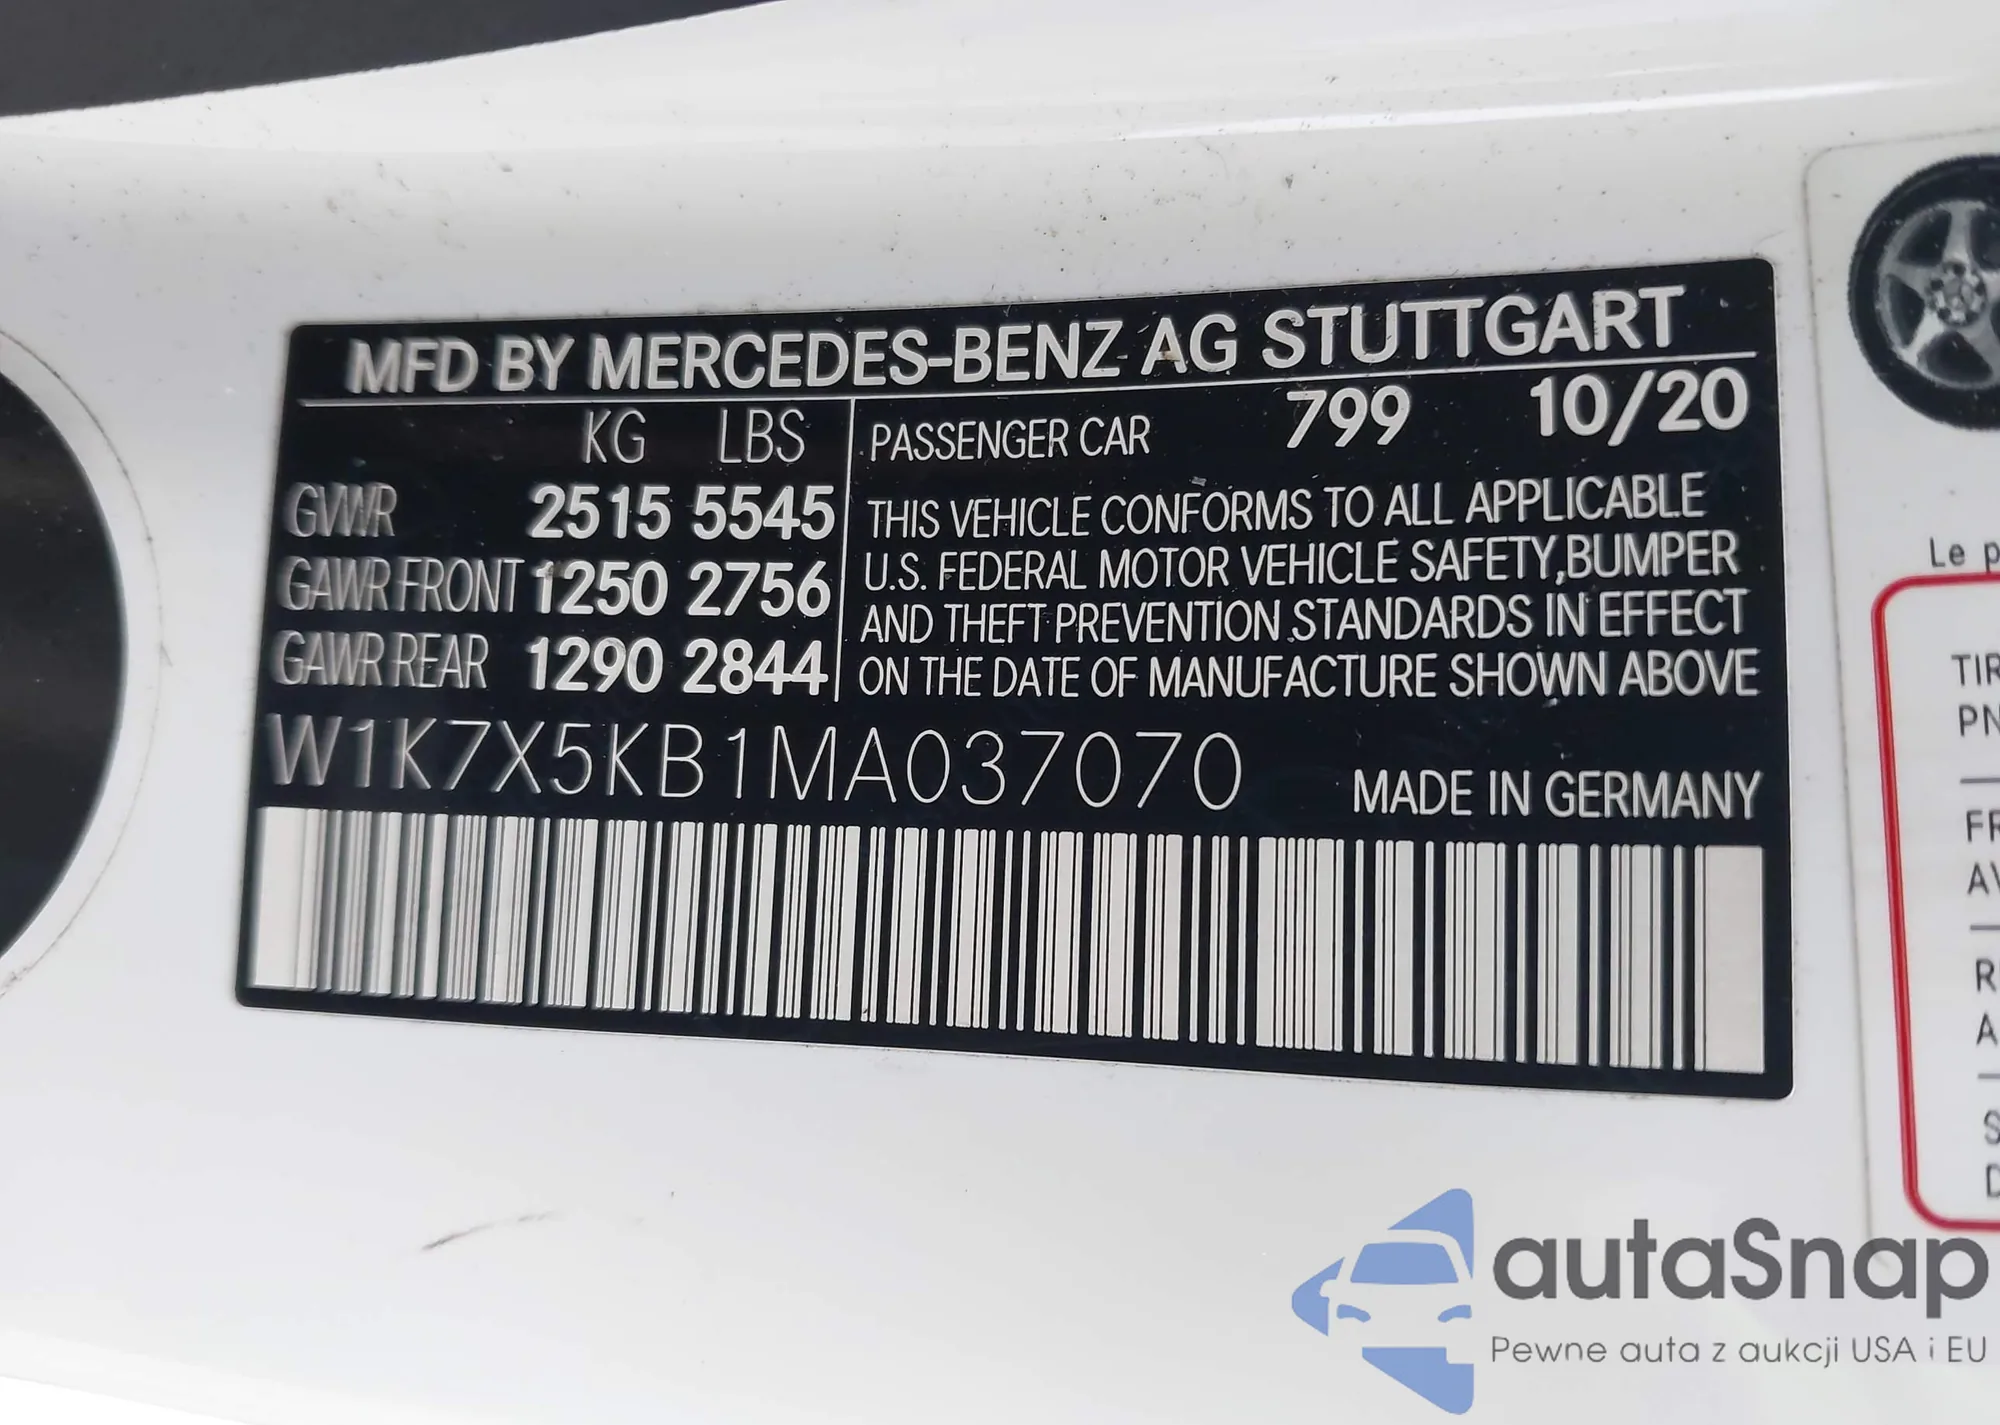 MFD BY MERCEDES-BENZ AG STUTTGART
KG LBS
PASSENGER CAR 799 10/20
GVWR 2515 5545
GAWR FRONT 1250 2756
GAWR REAR 1290 2844
THIS VEHICLE CONFORMS TO ALL APPLICABLE
U.S. FEDERAL MOTOR VEHICLE SAFETY,BUMPER
AND THEFT PREVENTION STANDARDS IN EFFECT
ON THE DATE OF MANUFACTURE SHOWN ABOVE
W1K7X5KB1MA037070
MADE IN GERMANY
Le
autaSnap
Pewne auta z aukcji USA i EU